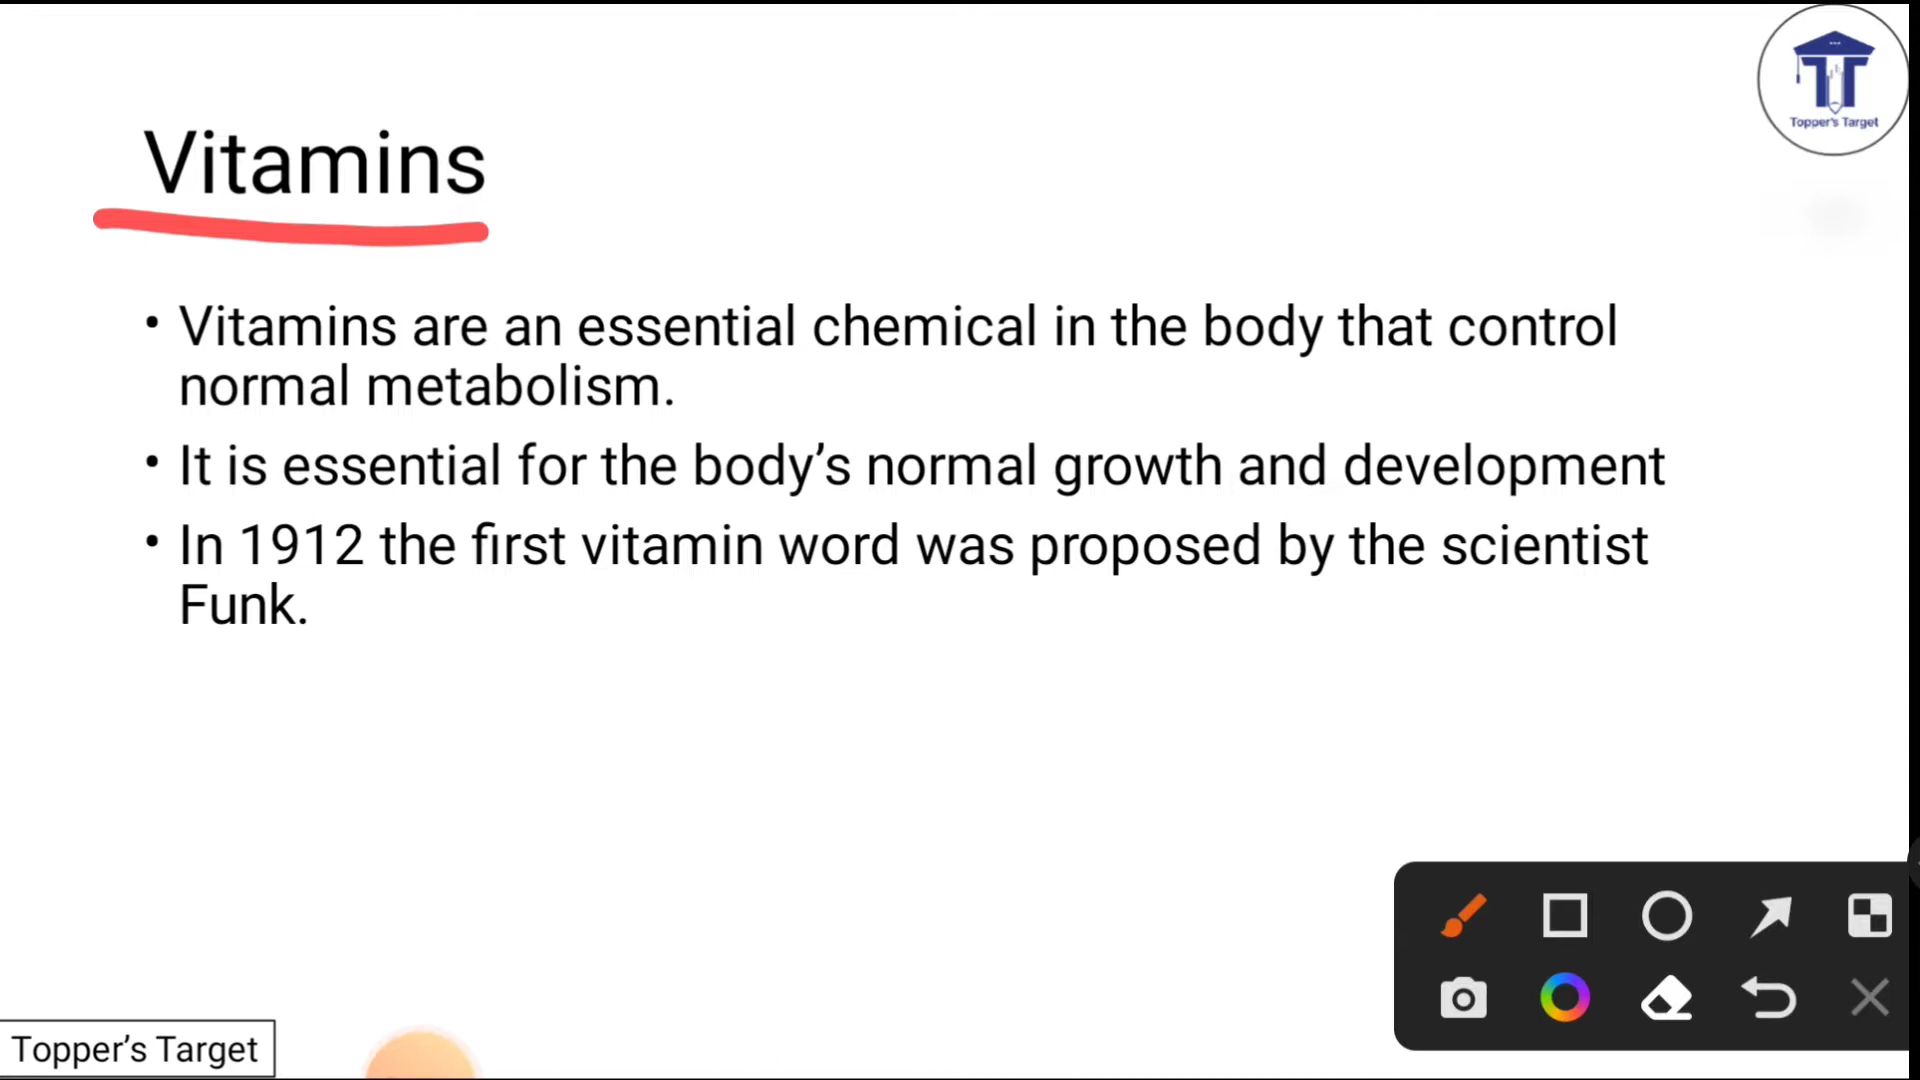 Topper's Target
Vitamins
• Vitamins are an essential chemical in the body that control
normal metabolism.
• It is essential for the body’s normal growth and development
• In 1912 the first vitamin word was proposed by the scientist
Funk.
Topper’s Target